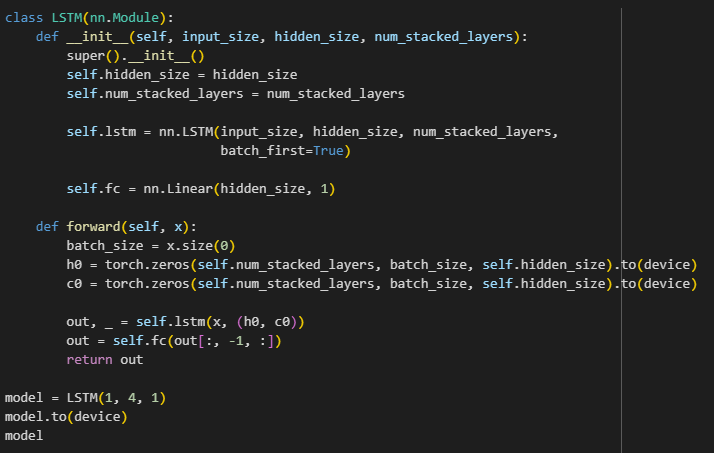 class LSTM(nn.Module):
    def __init__(self, input_size, hidden_size, num_stacked_layers):
        super().__init__()
        self.hidden_size = hidden_size
        self.num_stacked_layers = num_stacked_layers

        self.lstm = nn.LSTM(input_size, hidden_size, num_stacked_layers,
                            batch_first=True)

        self.fc = nn.Linear(hidden_size, 1)

    def forward(self, x):
        batch_size = x.size(0)
        h0 = torch.zeros(self.num_stacked_layers, batch_size, self.hidden_size).to(device)
        c0 = torch.zeros(self.num_stacked_layers, batch_size, self.hidden_size).to(device)

        out, _ = self.lstm(x, (h0, c0))
        out = self.fc(out[:, -1, :])
        return out

model = LSTM(1, 4, 1)
model.to(device)
model